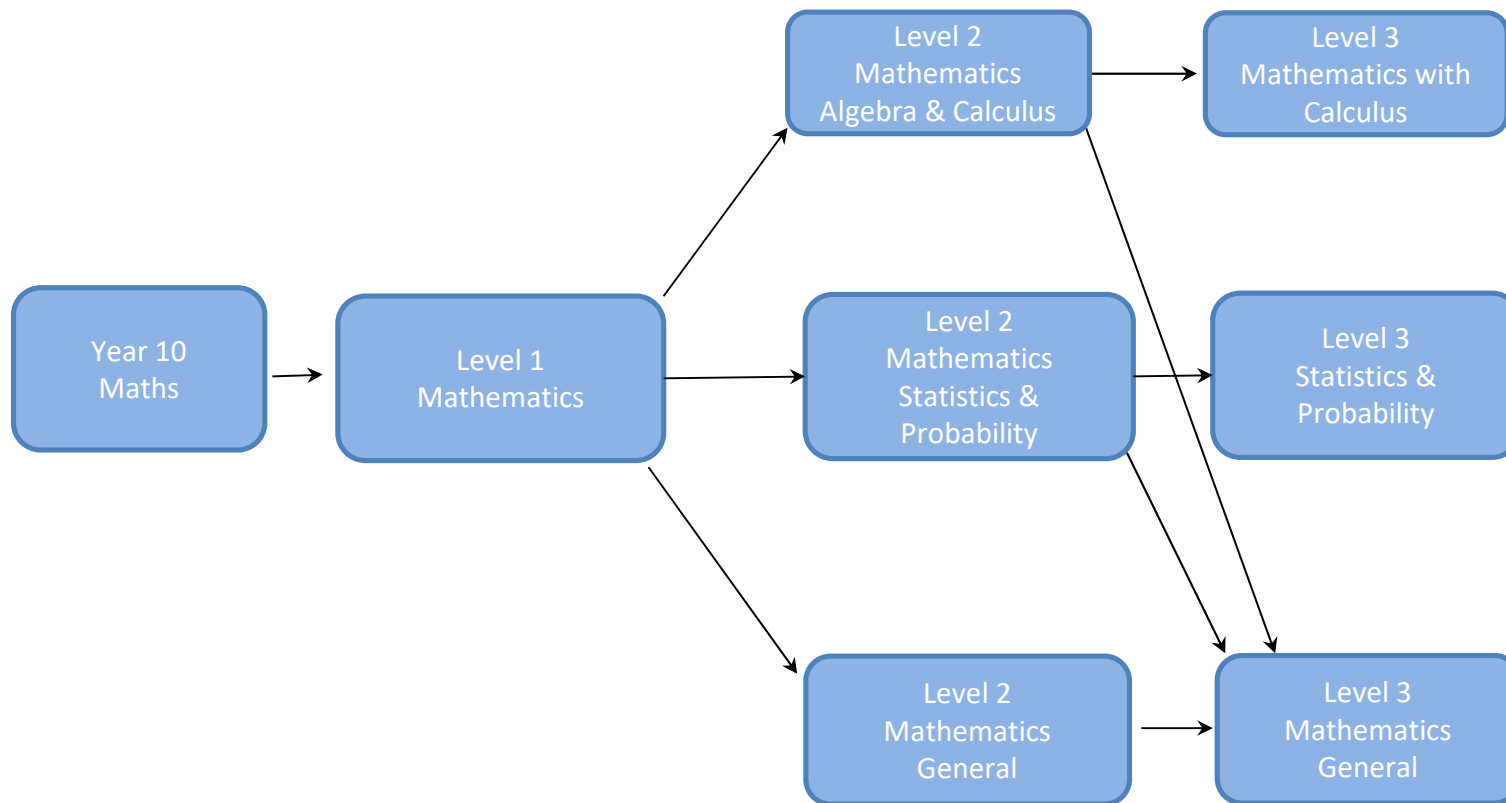 Level 2
Mathematics
Algebra & Calculus
Level 3
Mathematics with
Calculus
Year 10
Maths
Level 1
Mathematics
Level 2
Mathematics
Statistics &
Probability
Level 3
Statistics &
Probability
Level 2
Mathematics
General
Level 3
Mathematics
General